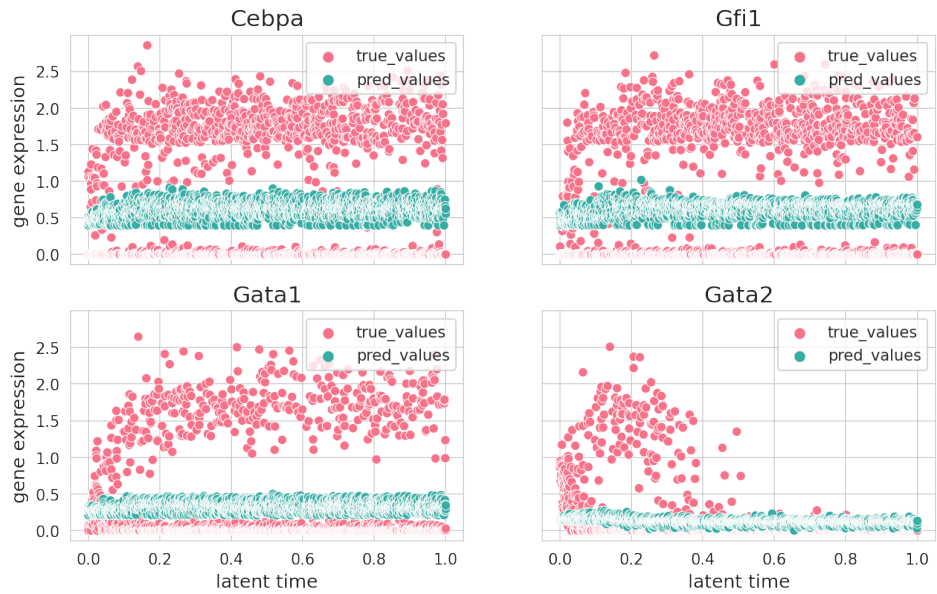 Cebpa
Gfi1
gene expression
2.5
2.0
1.5
1.0
0.5
0.0
true_values
pred_values
true_values
pred_values
Gata1
Gata2
gene expression
2.5
2.0
1.5
1.0
0.5
0.0
true_values
pred_values
true_values
pred_values
0.0 0.2 0.4 0.6 0.8 1.0
0.0 0.2 0.4 0.6 0.8 1.0
latent time
latent time